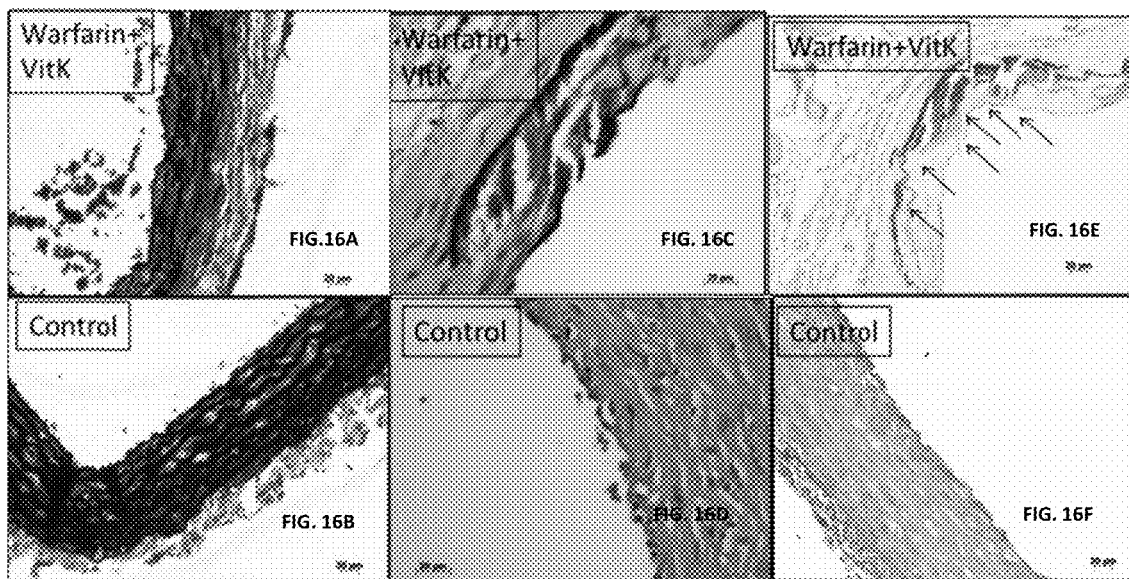 Warfarin+
VitK
FIG.16A
Warfarin+
VitK
FIG. 16C
Warfarin+VitK
FIG. 16E
Control
FIG. 16B
Control
FIG. 16D
Control
FIG. 16F